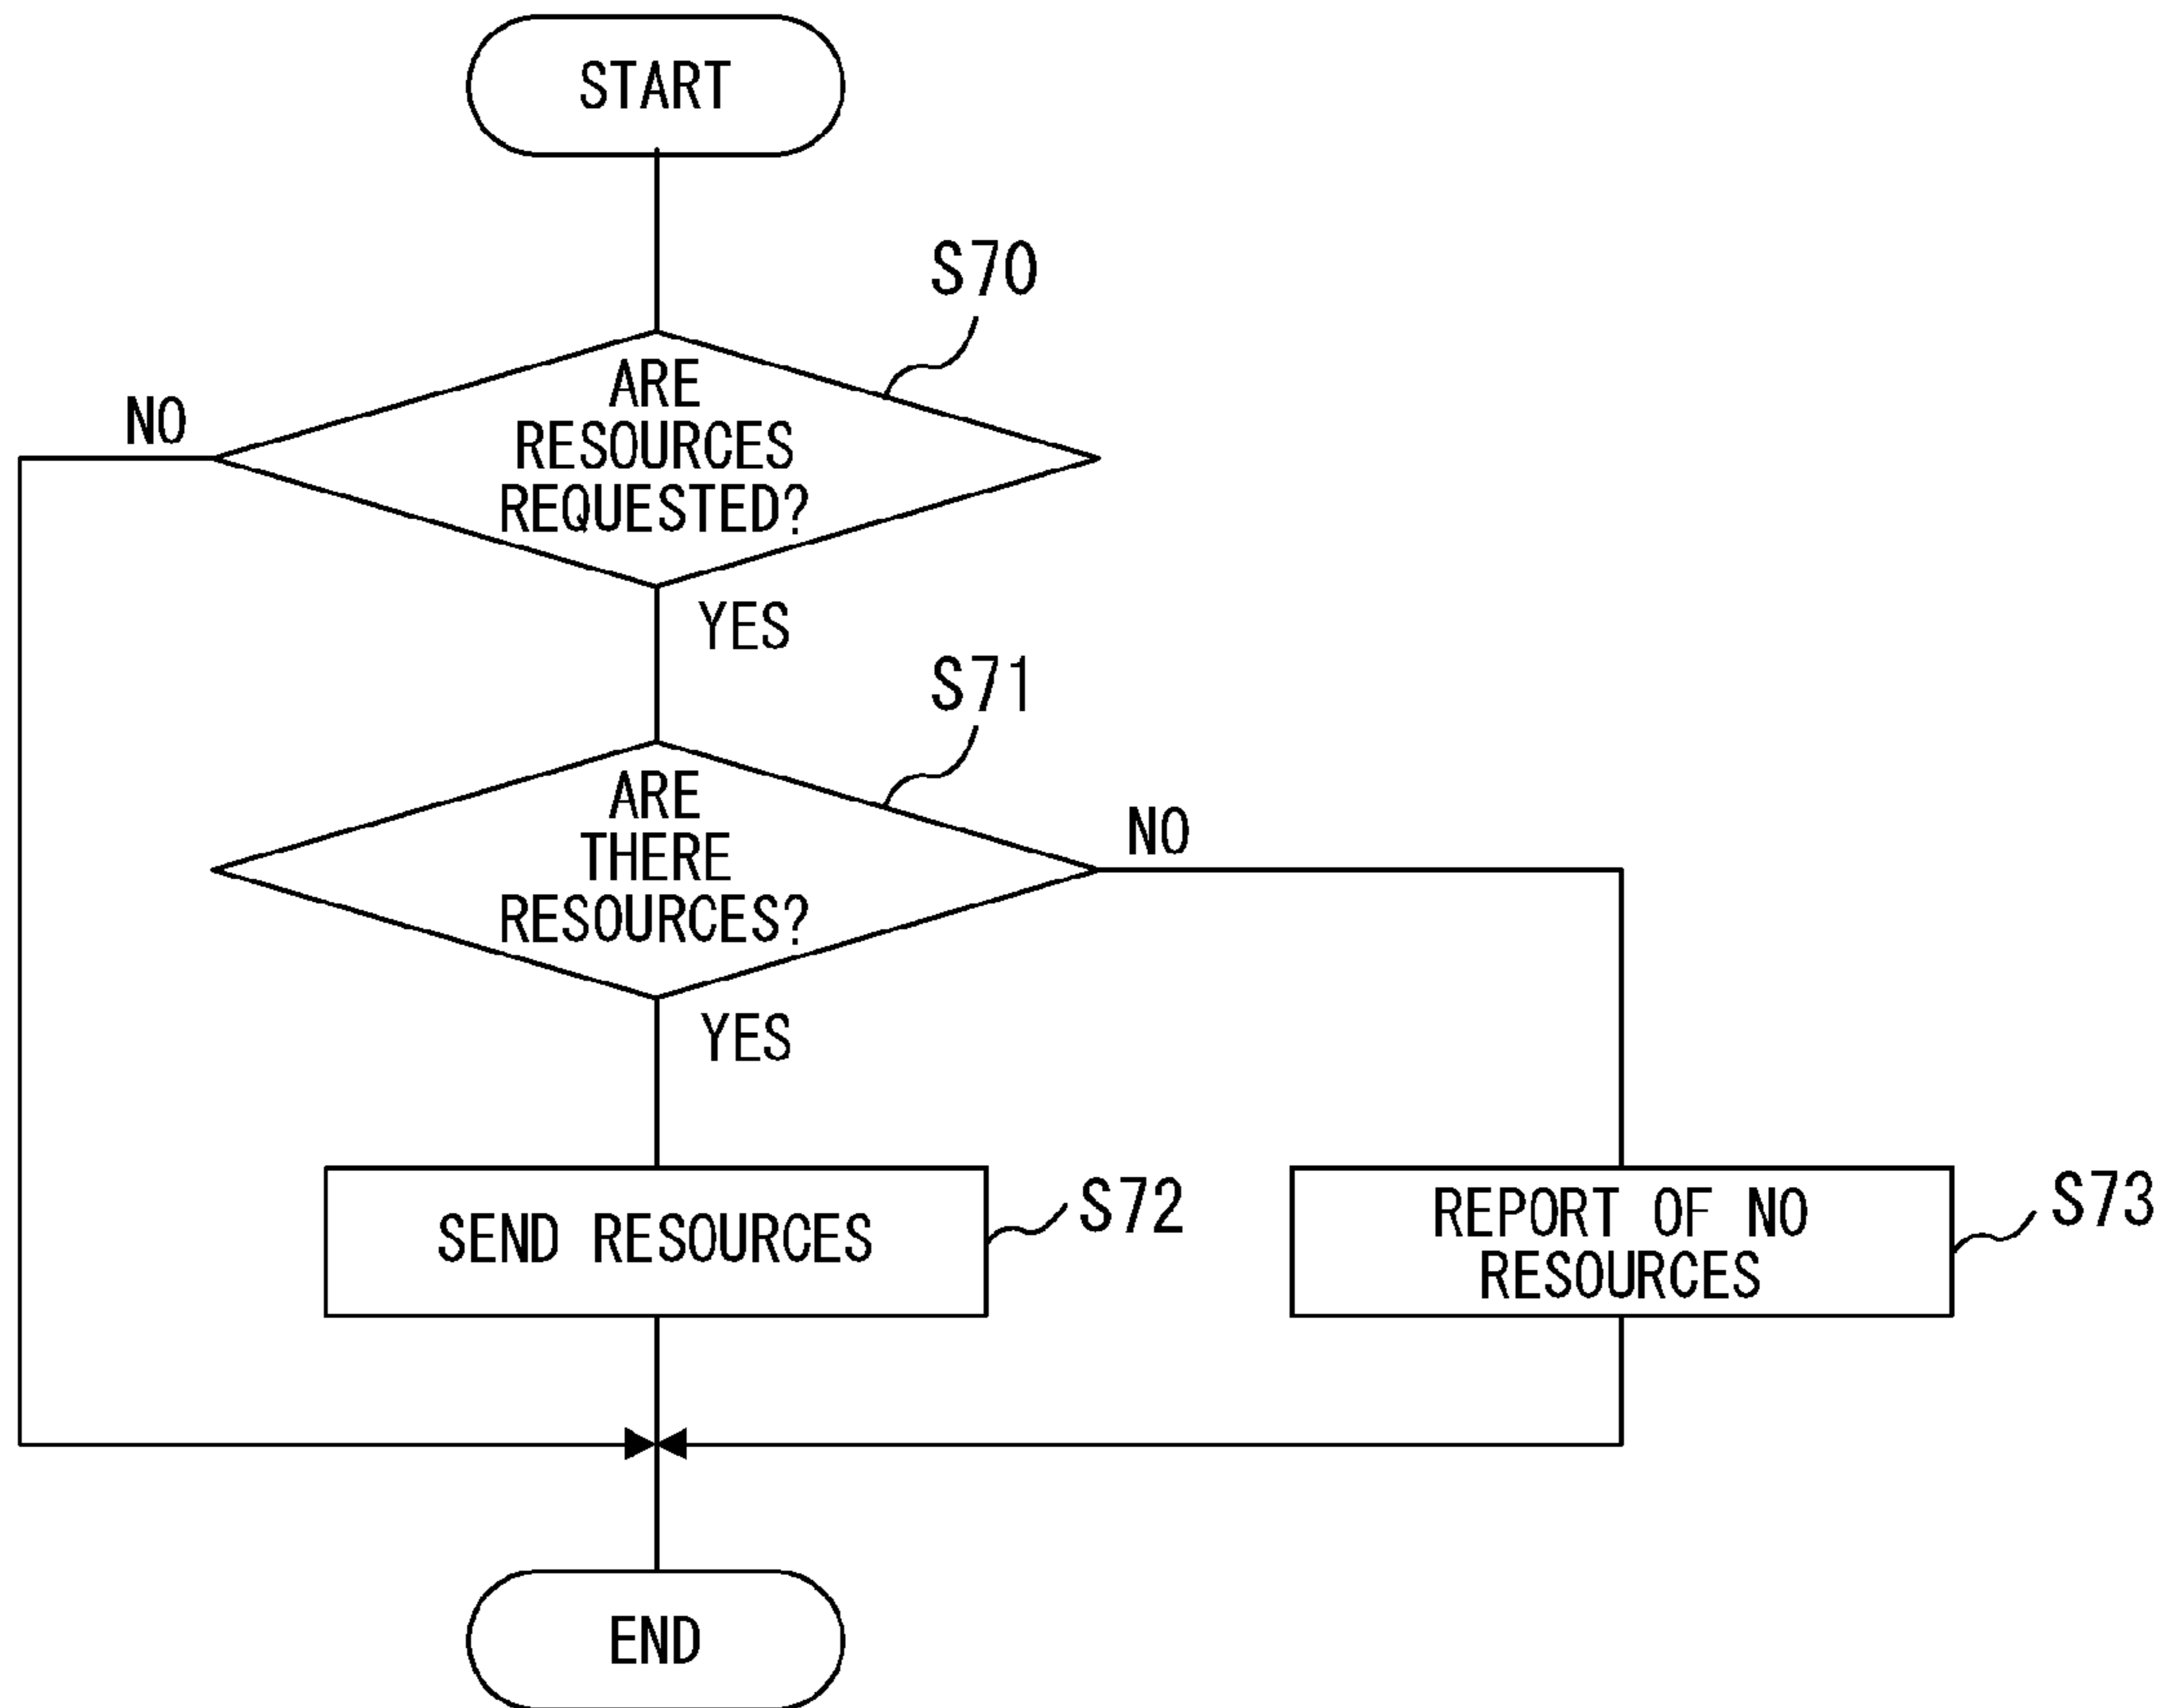 START
S70
NO
ARE
RESOURCES
REQUESTED?
YES
S71
ARE
THERE
RESOURCES?
NO
YES
SEND RESOURCES
S72
REPORT OF NO
RESOURCES
S73
END